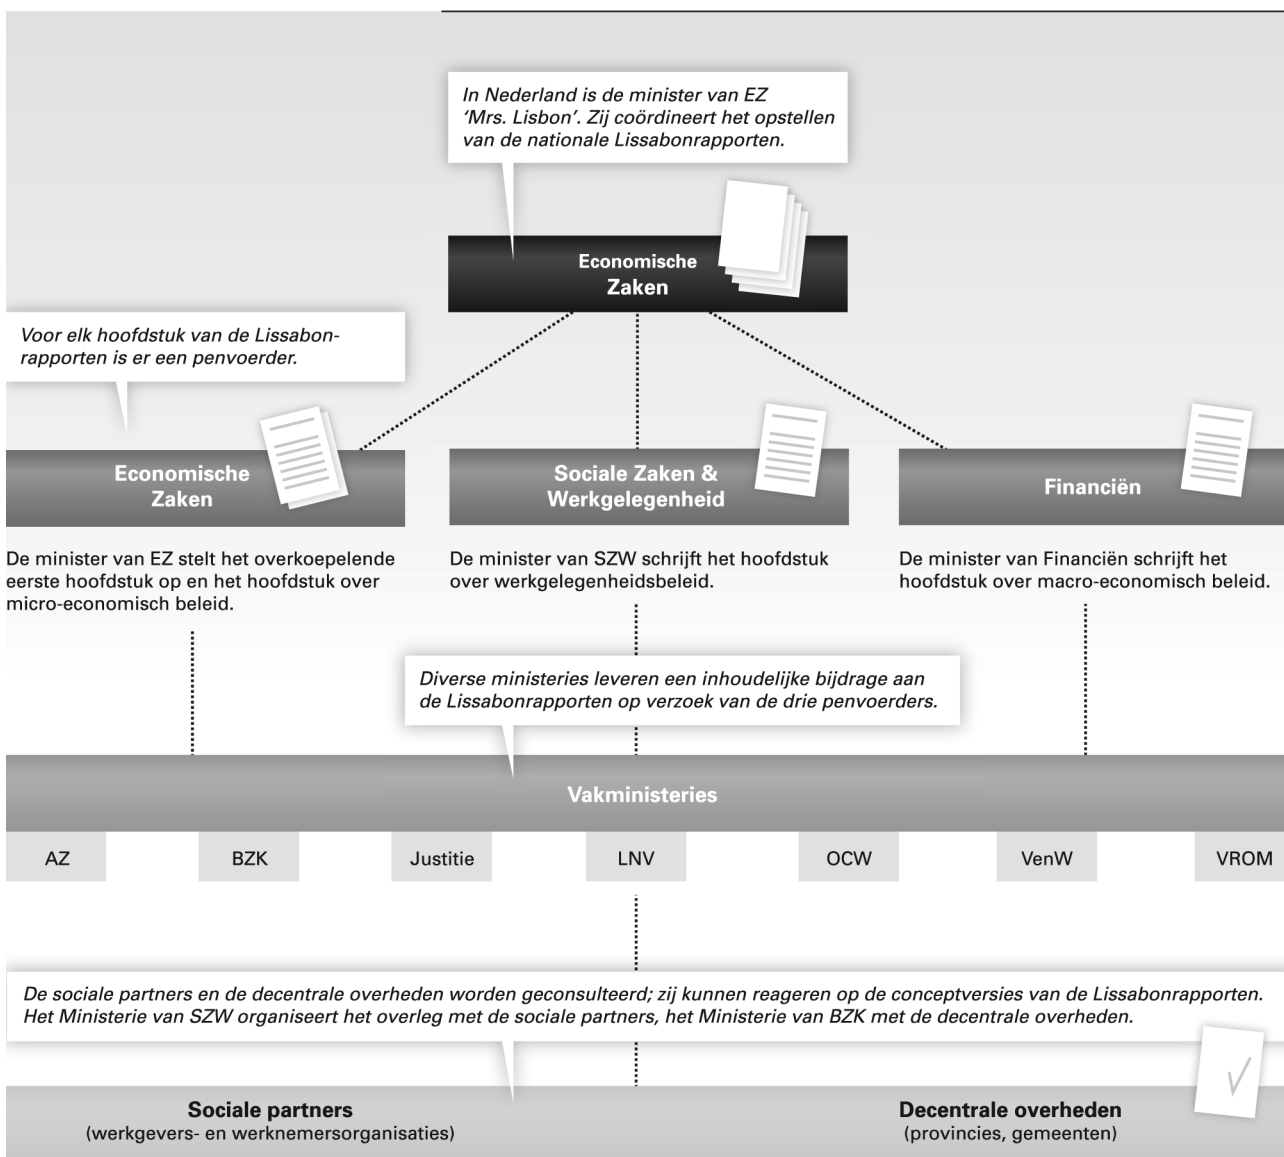 In Nederland is de minister van EZ
‘Mrs. Lisbon’. Zij coördineert het opstellen
van de nationale Lissabonrapporten.
Economische
Zaken
Voor elk hoofdstuk van de Lissabon-
rapporten is er een penvoerder.
Economische
Zaken
Sociale Zaken &
Werkgelegenheid
Financiën
De minister van EZ stelt het overkoepelende
eerste hoofdstuk op en het hoofdstuk over
micro-economisch beleid.
De minister van SZW schrijft het hoofdstuk
over werkgelegenheidsbeleid.
De minister van Financiën schrijft het
hoofdstuk over macro-economisch beleid.
Diverse ministeries leveren een inhoudelijke bijdrage aan
de Lissabonrapporten op verzoek van de drie penvoerders.
Vakministeries
AZ
BZK
Justitie
LNV
OCW
VenW
VROM
De sociale partners en de decentrale overheden worden geconsulteerd; zij kunnen reageren op de conceptversies van de Lissabonrapporten.
Het Ministerie van SZW organiseert het overleg met de sociale partners, het Ministerie van BZK met de decentrale overheden.
Sociale partners
(werkgevers- en werknemersorganisaties)
Decentrale overheden
(provincies, gemeenten)